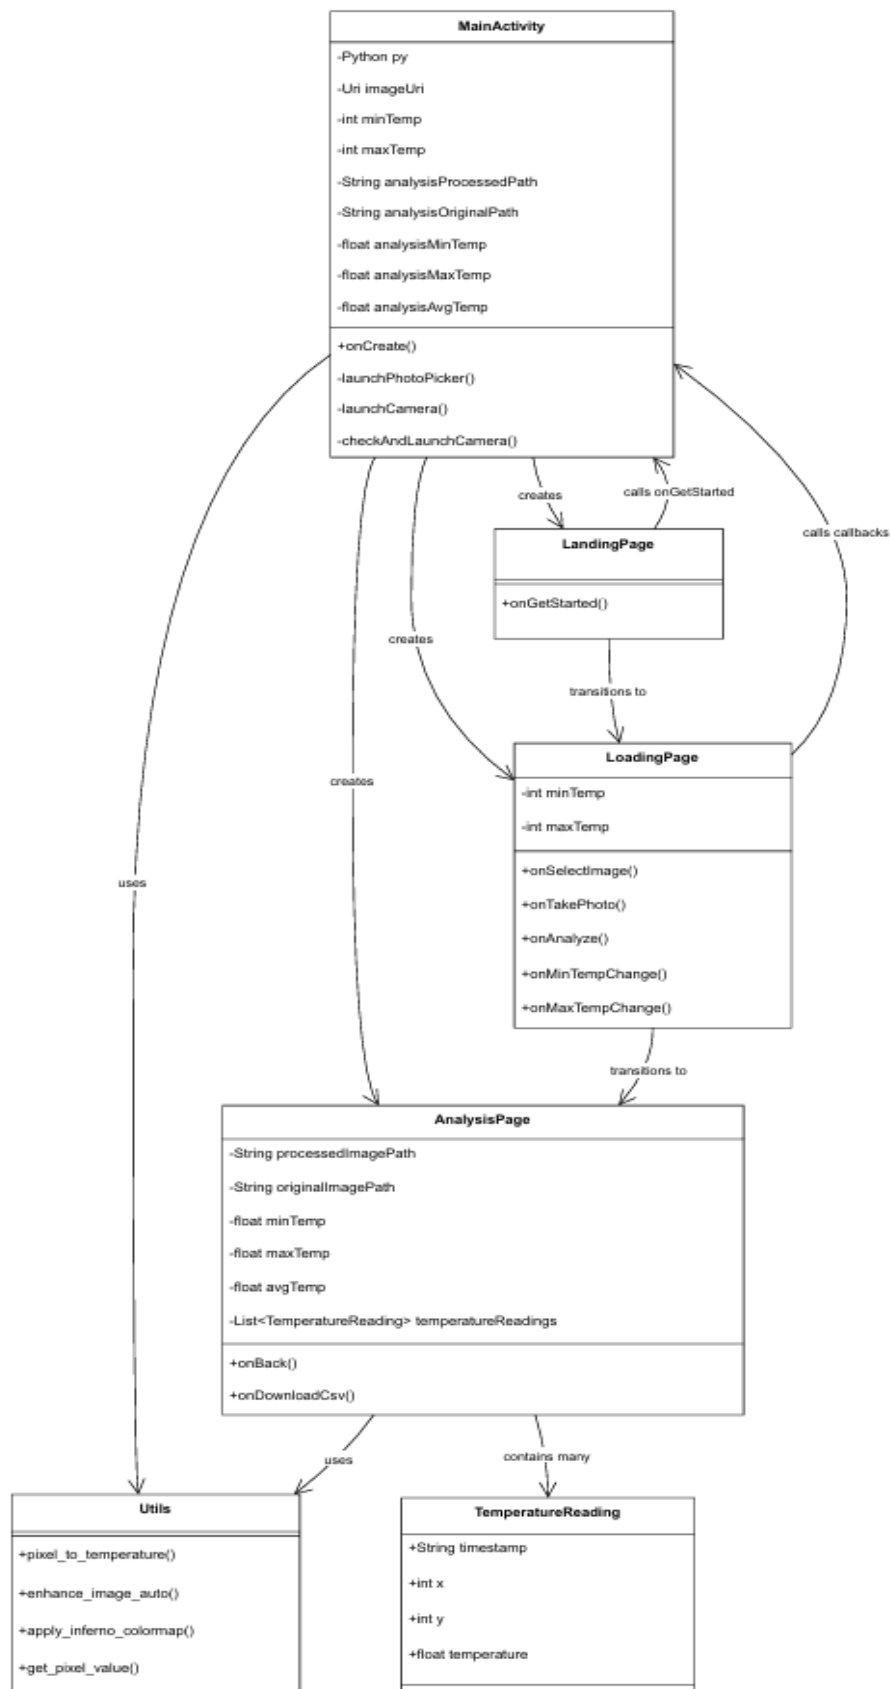 MainActivity
-Python py
-Uri imageUri
-int minTemp
-int maxTemp
-String analysisProcessedPath
-String analysisOriginalPath
-float analysisMinTemp
-float analysisMaxTemp
-float analysisAvgTemp
+onCreate()
-launchPhotoPicker()
-launchCamera()
-checkAndLaunchCamera()
creates
calls onGetStarted
calls callbacks
LandingPage
+onGetStarted()
creates
transitions to
LoadingPage
-int minTemp
-int maxTemp
+onSelectImage()
+onTakePhoto()
+onAnalyze()
+onMinTempChange()
+onMaxTempChange()
creates
uses
transitions to
AnalysisPage
-String processedImagePath
-String originalImagePath
-float minTemp
-float maxTemp
-float avgTemp
-List<TemperatureReading> temperatureReadings
+onBack()
+onDownloadCsv()
uses
contains many
Utils
+pixel_to_temperature()
+enhance_image_auto()
+apply_inferno_colormap()
+get_pixel_value()
TemperatureReading
+String timestamp
+int x
+int y
+float temperature